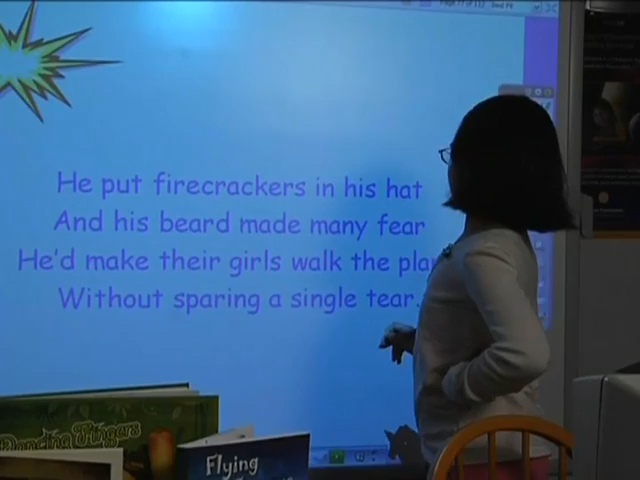 He put firecrackers in his hat
And his beard made many fear
He'd make their girls walk the
Without sparing a single tear.
Dancing Fingers
Flying